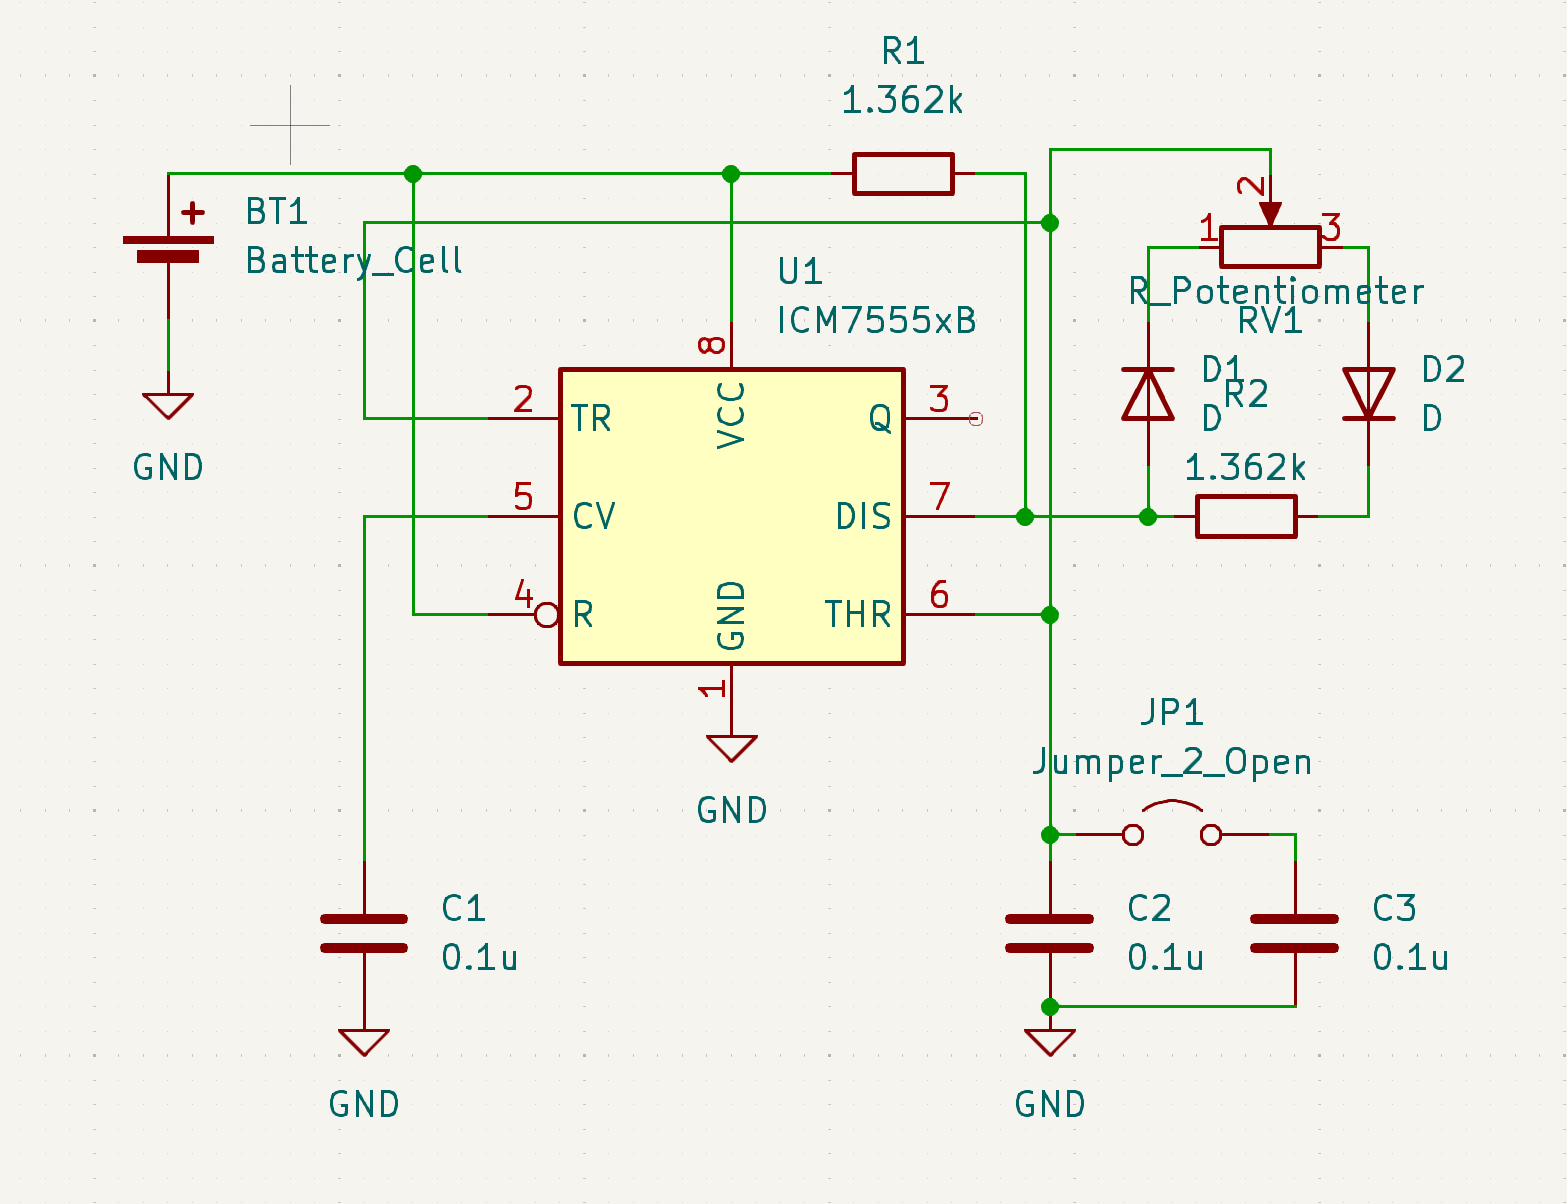 R1
1.362k
BT1
Battery_Cell
GND
U1
ICM7555xB
8
VCC
2
TR
5
CV
4
R
3
Q
7
DIS
6
THR
GND
1
GND
2
1
3
R_Potentiometer
RV1
D1
D
R2
1.362k
D2
D
JP1
Jumper_2_Open
C1
0.1u
GND
C2
0.1u
C3
0.1u
GND